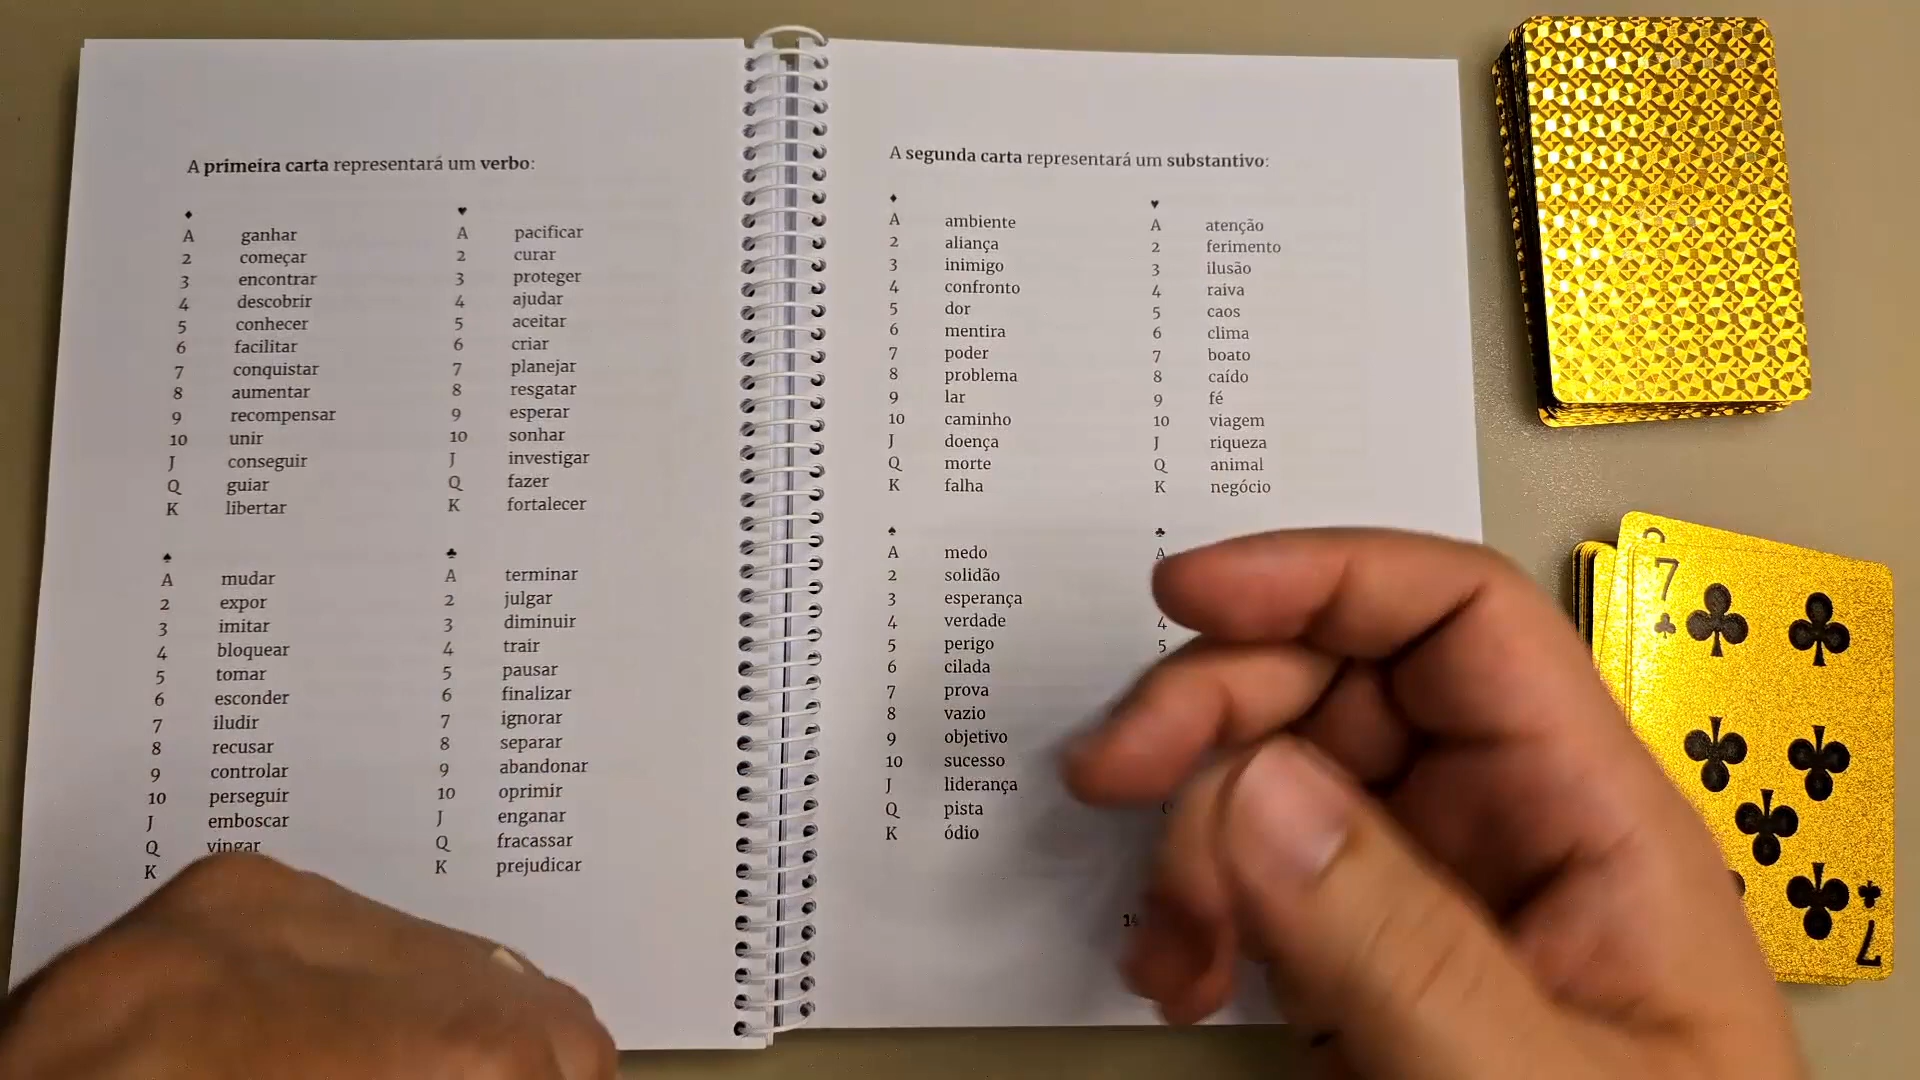 A primeira carta representará um verbo:
♦
A ganhar
2 começar
3 encontrar
4 descobrir
5 conhecer
6 facilitar
7 conquistar
8 aumentar
9 recompensar
10 unir
J conseguir
Q guiar
K libertar
♥
A pacificar
2 curar
3 proteger
4 ajudar
5 aceitar
6 criar
7 planejar
8 resgatar
9 esperar
10 sonhar
J investigar
Q fazer
K fortalecer
♠
A mudar
2 expor
3 imitar
4 bloquear
5 tomar
6 esconder
7 iludir
8 recusar
9 controlar
10 perseguir
J emboscar
Q vingar
K
♣
A terminar
2 julgar
3 diminuir
4 trair
5 pausar
6 finalizar
7 ignorar
8 separar
9 abandonar
10 oprimir
J enganar
Q fracassar
K prejudicar
A segunda carta representará um substantivo:
♦
A ambiente
2 aliança
3 inimigo
4 confronto
5 dor
6 mentira
7 poder
8 problema
9 lar
10 caminho
J doença
Q morte
K falha
♥
A atenção
2 ferimento
3 ilusão
4 raiva
5 caos
6 clima
7 boato
8 caído
9 fé
10 viagem
J riqueza
Q animal
K negócio
♠
A medo
2 solidão
3 esperança
4 verdade
5 perigo
6 cilada
7 prova
8 vazio
9 objetivo
10 sucesso
J liderança
Q pista
K ódio
♣
A
4
5
7
7